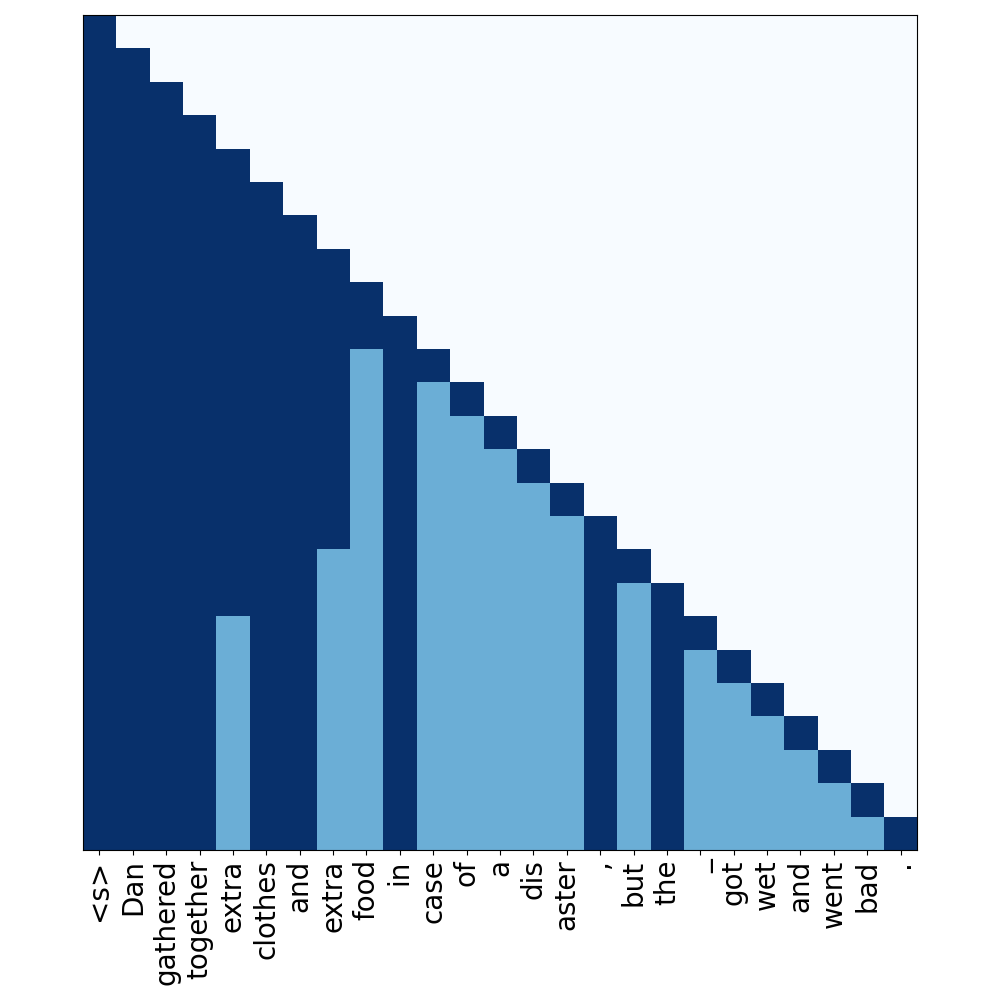 <s> Dan gathered together extra clothes and extra food in case of a dis aster , but the _ got wet and went bad .